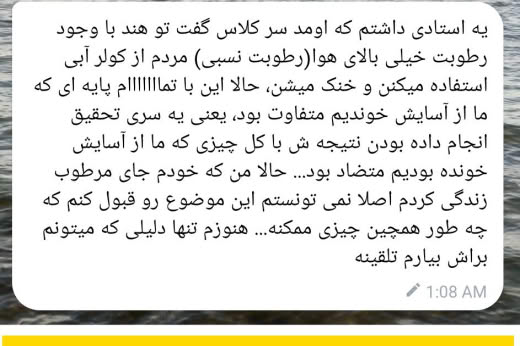 یه استادی داشتم که اومد سر کلاس گفت تو هند با وجود
رطوبت خیلی بالای هوا(رطوبت نسبی) مردم از کولر آبی
استفاده میکنن و خنک میشن، حالا این با تمااااااام پایه ای که
ما از آسایش خوندیم متفاوت بود، یعنی یه سری تحقیق
انجام داده بودن نتیجه ش با کل چیزی که ما از آسایش
خونده بودیم متضاد بود... حالا من که خودم جای مرطوب
زندگی کردم اصلا نمی تونستم این موضوع رو قبول کنم که
چه طور همچین چیزی ممکنه... هنوزم تنها دلیلی که میتونم
براش بیارم تلقینه
1:08 AM